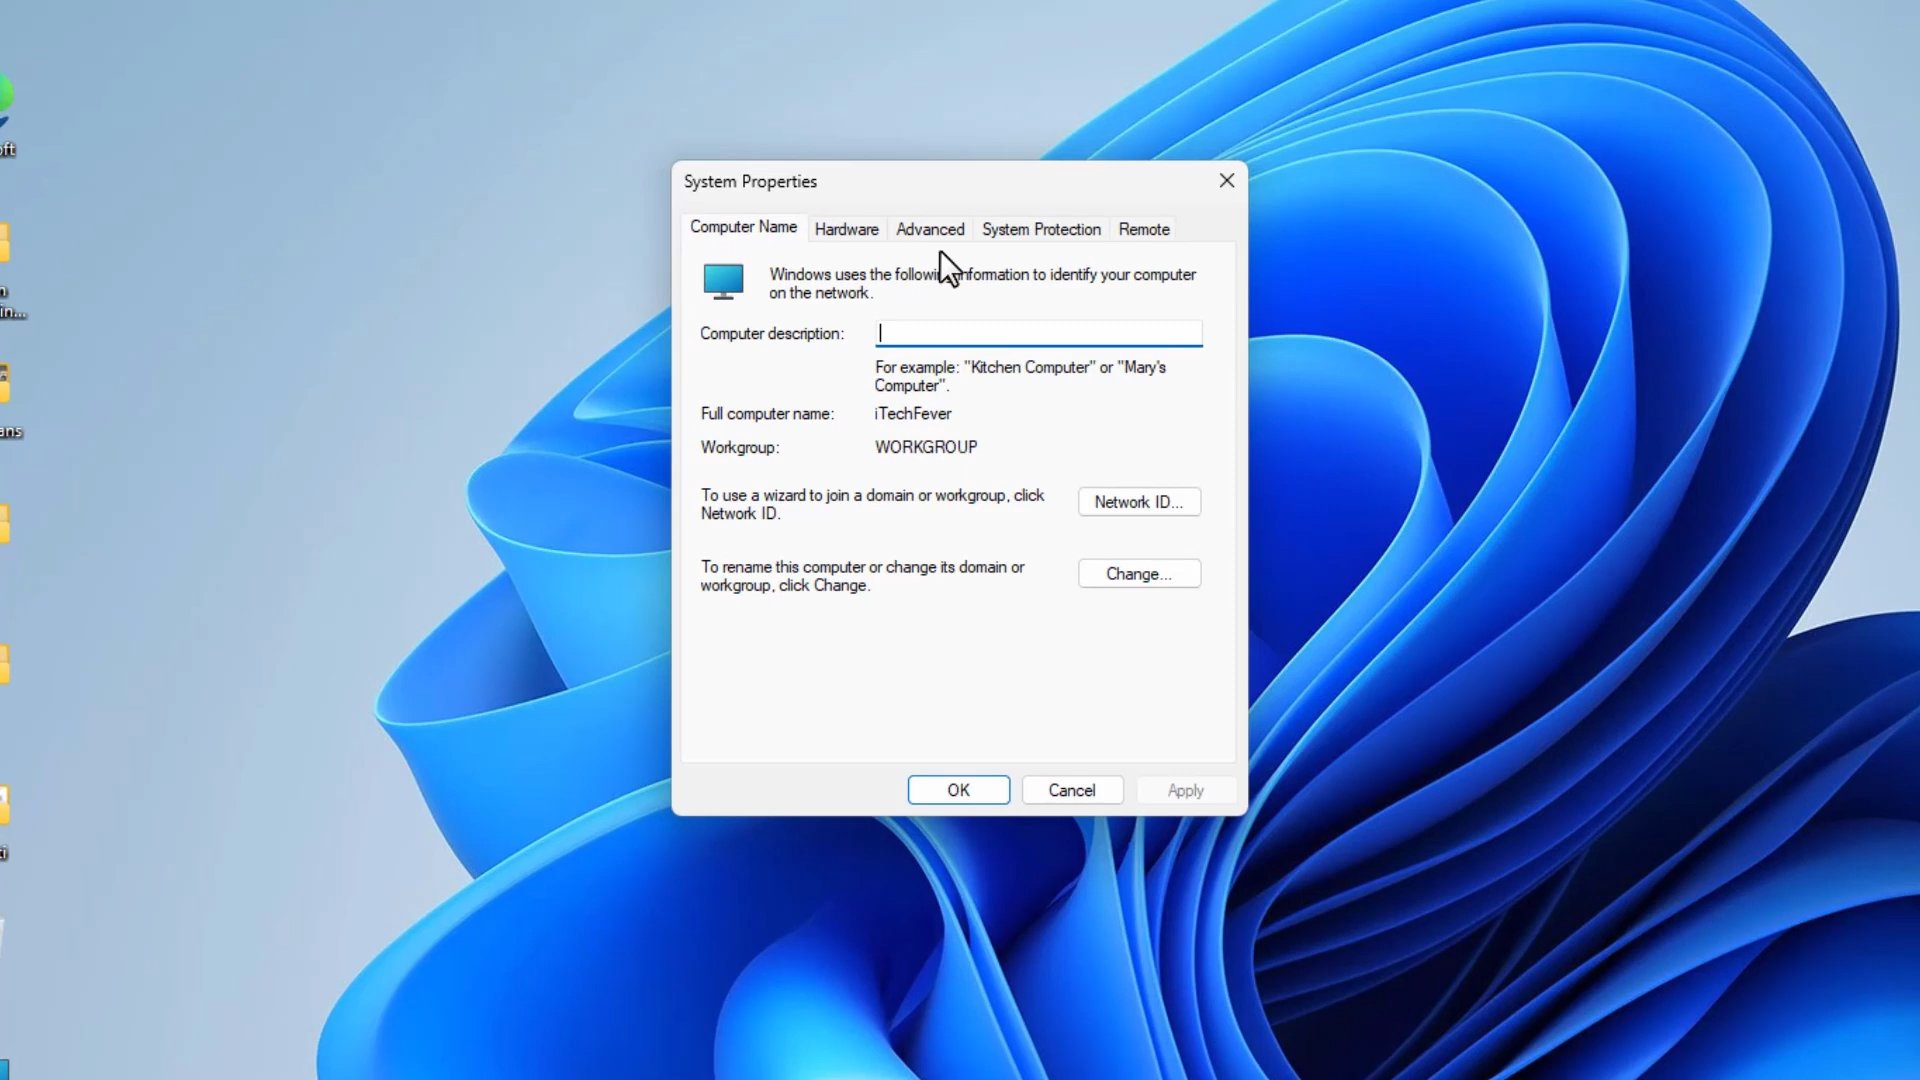 System Properties
Computer Name Hardware Advanced System Protection Remote
Windows uses the following information to identify your computer
on the network.
Computer description:
For example: "Kitchen Computer" or "Mary's
Computer".
Full computer name: iTechFever
Workgroup: WORKGROUP
To use a wizard to join a domain or workgroup, click
Network ID.
Network ID...
To rename this computer or change its domain or
workgroup, click Change.
Change...
OK Cancel Apply